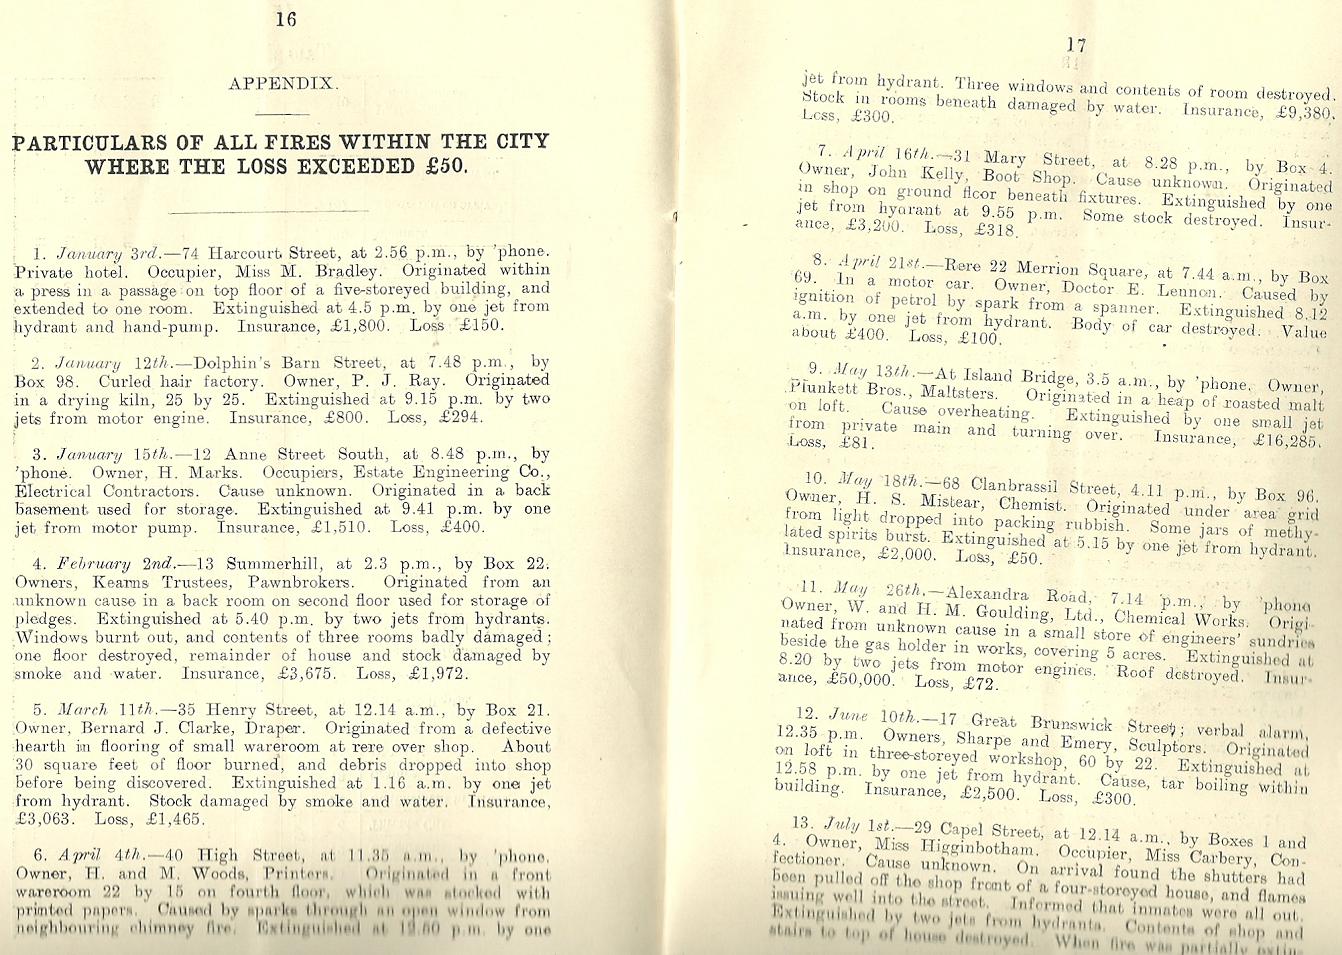 16
APPENDIX.
PARTICULARS OF ALL FIRES WITHIN THE CITY
WHERE THE LOSS EXCEEDED £50.
1. January 3rd.—74 Harcourt Street, at 2.56 p.m., by 'phone.
Private hotel. Occupier, Miss M. Bradley. Originated within
a press in a passage on top floor of a five-storeyed building, and
extended to one room. Extinguished at 4.5 p.m. by one jet from
hydrant and hand-pump. Insurance, £1,800. Loss £150.
2. January 12th.—Dolphin's Barn Street, at 7.48 p.m., by
Box 98. Curled hair factory. Owner, P. J. Ray. Originated
in a drying kiln, 25 by 25. Extinguished at 9.15 p.m. by two
jets from motor engine. Insurance, £800. Loss, £294.
3. January 15th.—12 Anne Street South, at 8.48 p.m., by
'phone. Owner, H. Marks. Occupiers, Estate Engineering Co.,
Electrical Contractors. Cause unknown. Originated in a back
basement used for storage. Extinguished at 9.41 p.m. by one
jet from motor pump. Insurance, £1,510. Loss, £400.
4. February 2nd.—13 Summerhill, at 2.3 p.m., by Box 22.
Owners, Kearns Trustees, Pawnbrokers. Originated from an
unknown cause in a back room on second floor used for storage of
pledges. Extinguished at 5.40 p.m. by two jets from hydrants.
Windows burnt out, and contents of three rooms badly damaged;
one floor destroyed, remainder of house and stock damaged by
smoke and water. Insurance, £3,675. Loss, £1,972.
5. March 11th.—35 Henry Street, at 12.14 a.m., by Box 21.
Owner, Bernard J. Clarke, Draper. Originated from a defective
hearth in flooring of small wareroom at rere over shop. About
30 square feet of floor burned, and debris dropped into shop
before being discovered. Extinguished at 1.16 a.m. by one jet
from hydrant. Stock damaged by smoke and water. Insurance,
£3,063. Loss, £1,465.
6. April 4th.—40 High Street, at 11.35 a.m., by 'phone.
Owner, H. and M. Woods, Printers. Originated in a front
wareroom 22 by 15 on fourth floor, which was stocked with
printed papers. Caused by sparks through an open window from
neighbouring chimney fire. Extinguished at p.m. by one
17
jet from hydrant. Three windows and contents of room destroyed.
Stock in rooms beneath damaged by water. Insurance, £9,380.
Loss, £300.
7. April 16th.—31 Mary Street, at 8.28 p.m., by Box 4.
Owner, John Kelly, Boot Shop. Cause unknown. Originated
in shop on ground floor beneath fixtures. Extinguished by one
jet from hydrant at 9.55 p.m. Some stock destroyed. Insur-
ance, £3,200. Loss, £318.
8. April 21st.—Rere 22 Merrion Square, at 7.44 a.m., by Box
69. In a motor car. Owner, Doctor E. Lennon. Caused by
ignition of petrol by spark from a spanner. Extinguished 8.12
a.m. by one jet from hydrant. Body of car destroyed. Value
about £400. Loss, £100.
9. May 13th.—At Island Bridge, 3.5 a.m., by 'phone. Owner,
Plunkett Bros., Maltsters. Originated in a heap of roasted malt
on loft. Cause overheating. Extinguished by one small jet
from private main and turning over. Insurance, £16,285.
Loss, £81.
10. May 18th.—68 Clanbrassil Street, 4.11 p.m., by Box 96.
Owner, H. S. Mistear, Chemist. Originated under area grid
from light dropped into packing rubbish. Some jars of methy-
lated spirits burst. Extinguished at 5.15 by one jet from hydrant.
Insurance, £2,000. Loss, £50.
11. May 26th.—Alexandra Road, 7.14 p.m., by 'phone
Owner, W. and H. M. Goulding, Ltd., Chemical Works. Origi-
nated from unknown cause in a small store of engineers' sundries
beside the gas holder in works, covering 5 acres. Extinguished at
8.20 by two jets from motor engines. Roof destroyed. Insur-
ance, £50,000. Loss, £72.
12. June 10th.—17 Great Brunswick Street; verbal alarm,
12.35 p.m. Owners, Sharpe and Emery, Sculptors. Originated
on loft in three-storeyed workshop, 60 by 22. Extinguished at
12.58 p.m. by one jet from hydrant. Cause, tar boiling within
building. Insurance, £2,500. Loss, £300.
13. July 1st.—29 Capel Street, at 12.14 a.m., by Boxes 1 and
4. Owner, Miss Higginbotham. Occupier, Miss Carbery, Con-
fectioner. Cause unknown. On arrival found the shutters had
been pulled off the shop front of a four-storeyed house, and flames
issuing well into the street. Informed that inmates were all out.
Extinguished by two jets from hydrants. Contents of shop and
stairs to top of house destroyed. When fire was partially extin-